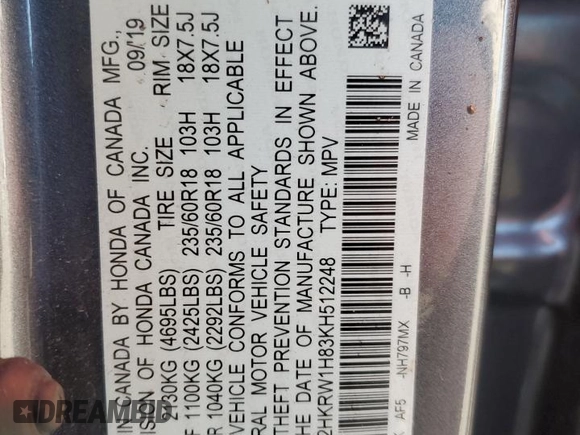 IN CANADA BY HONDA OF CANADA MFG.,
VISION OF HONDA CANADA INC. 09/19
2130KG (4695LBS) TIRE SIZE RIM SIZE
F 1100KG (2425LBS) 235/60R18 103H 18X7.5J
R 1040KG (2292LBS) 235/60R18 103H 18X7.5J
VEHICLE CONFORMS TO ALL APPLICABLE
RAL MOTOR VEHICLE SAFETY
THEFT PREVENTION STANDARDS IN EFFECT
HE DATE OF MANUFACTURE SHOWN ABOVE.
2HKRW1H83KH512248 TYPE: MPV
AF5 -NH797MX -B -H MADE IN CANADA
DREAMBID